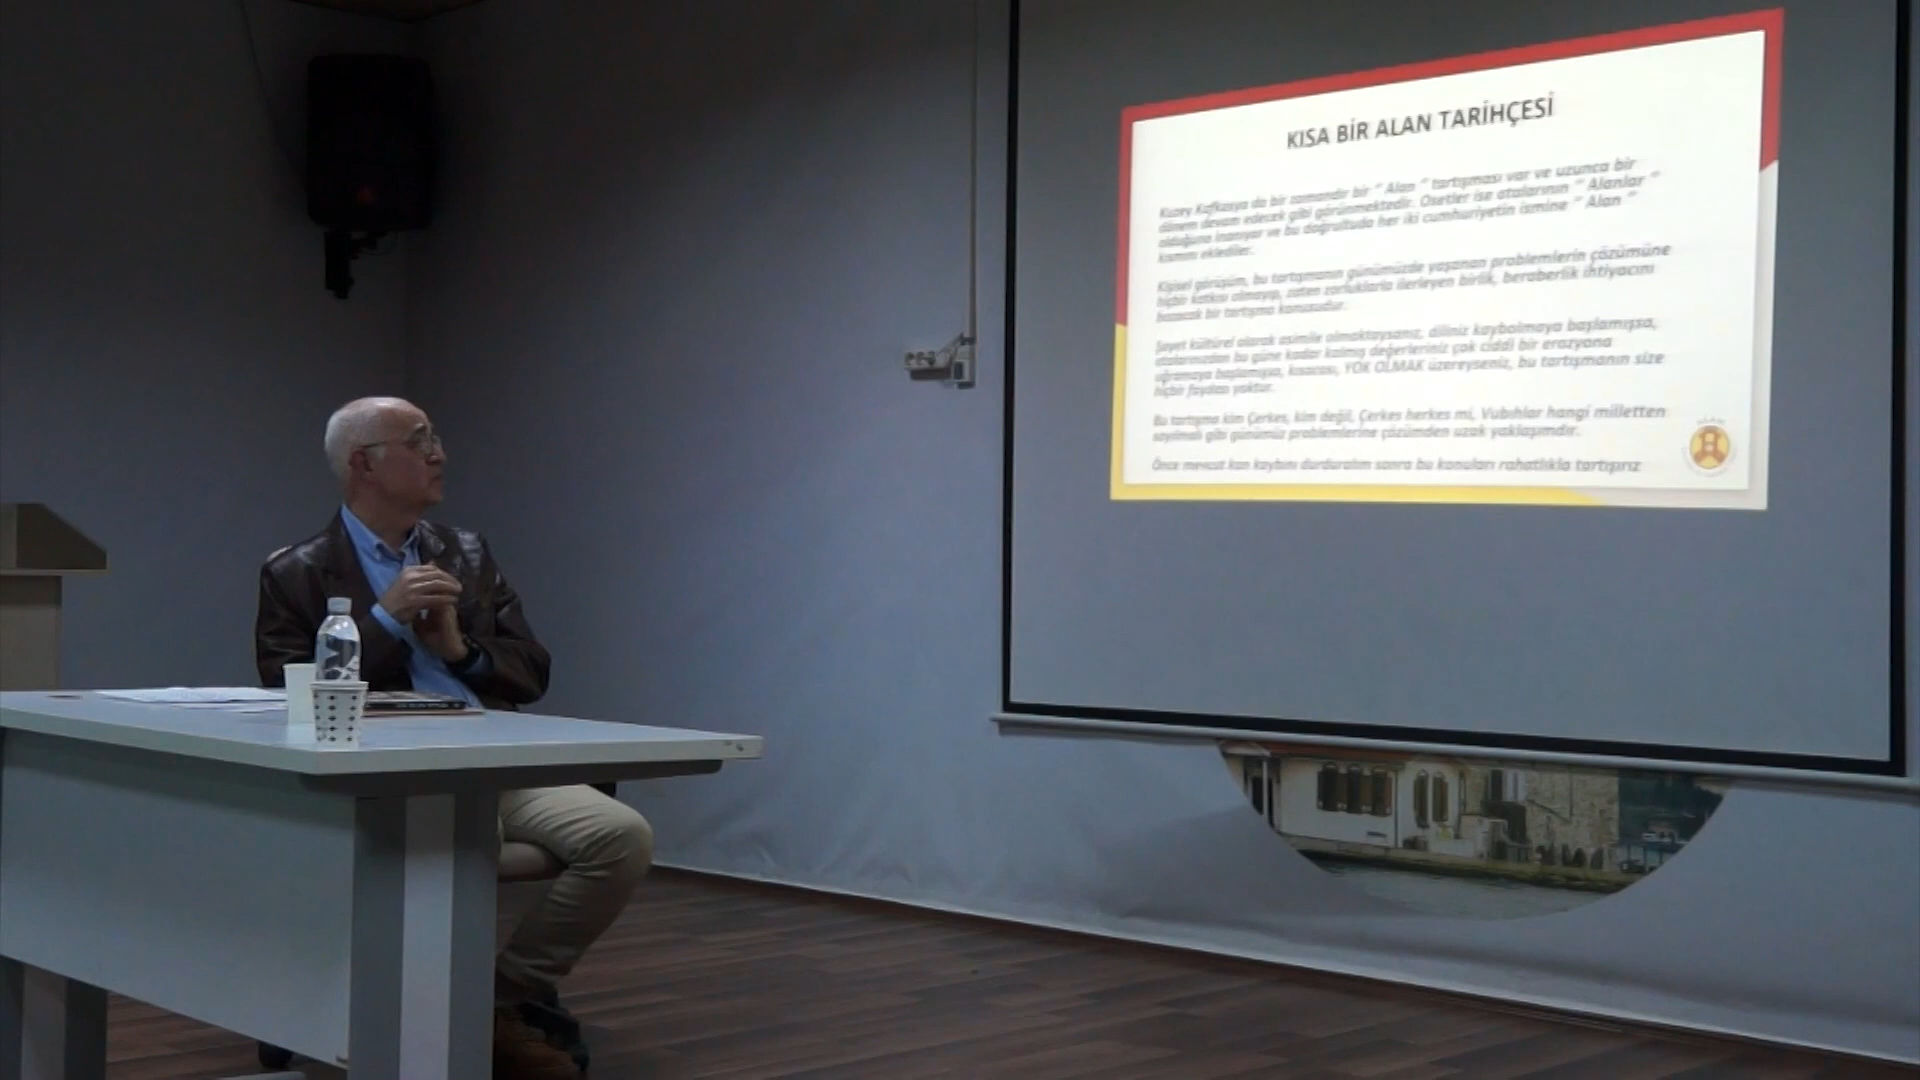 KISA BİR ALAN TARİHÇESİ
Kuzey Kafkasya da bir zamandır bir " Alan " tartışması var ve uzunca bir
dönem devam edecek gibi görünmektedir. Osetler ise atalarının " Alanlar "
olduğuna inanıyor ve bu doğrultuda her iki cumhuriyetin ismine " Alan "
kısmını eklediler.
Kişisel görüşüm, bu tartışmanın günümüzde yaşanan problemlerin çözümüne
hiçbir katkısı olmayıp, zaten zorluklarla ilerleyen birlik, beraberlik ihtiyacını
bozacak bir tartışma konusudur.
Şayet kültürel olarak asimile olmaktaysanız, diliniz kaybolmaya başlamışsa,
atalarınızdan bu güne kadar kalmış değerleriniz çok ciddi bir erozyona
uğramaya başlamışsa, kısacası, YOK OLMAK üzereyseniz, bu tartışmanın size
hiçbir faydası yoktur.
Bu tartışma kim Çerkes, kim değil, Çerkes herkes mi, Vubıhlar hangi milletten
sayılmalı gibi günümüz problemlerine çözümden uzak yaklaşımdır.
Önce mevcut kan kaybını durduralım sonra bu konuları rahatlıkla tartışırız